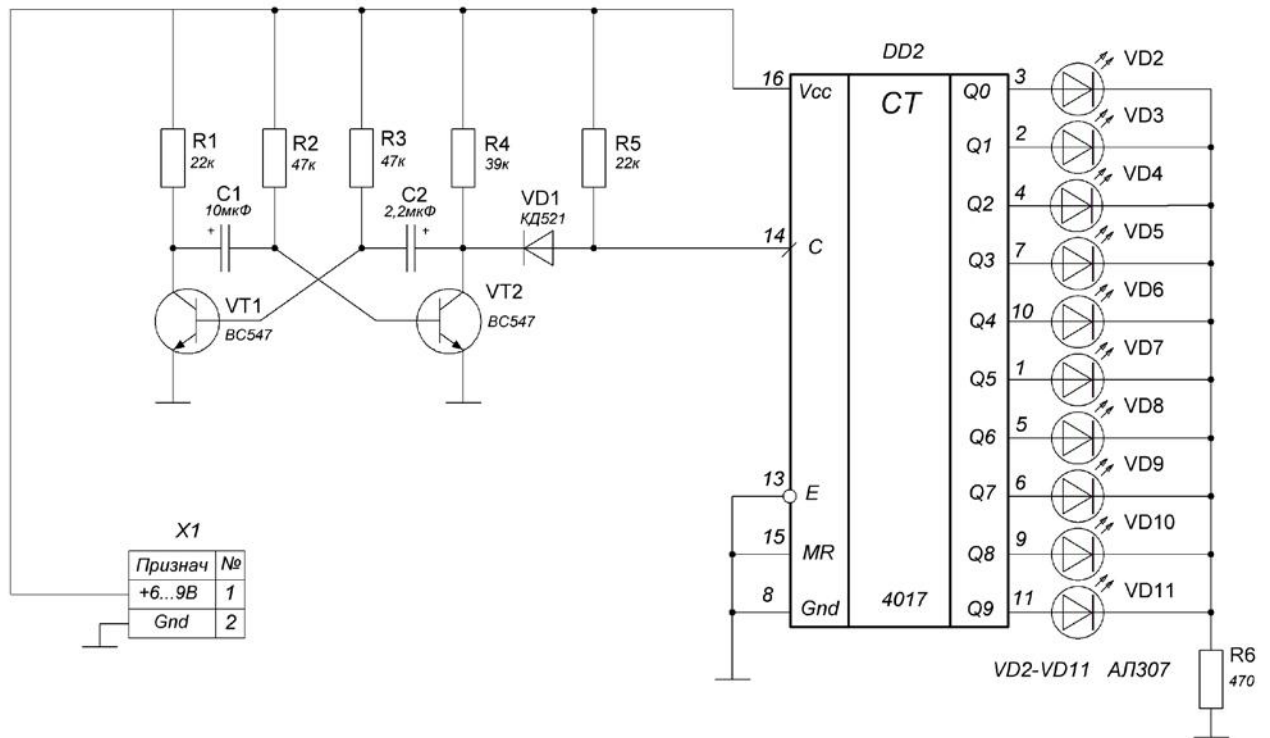 DD2
16
Vcc
CT
Q0
3
VD2
R1
22к
R2
47к
R3
47к
R4
39к
R5
22к
Q1
2
VD3
C1
10мкФ
+
C2
2,2мкФ
+
VD1
КД521
Q2
4
VD4
14
C
Q3
7
VD5
VT1
BC547
VT2
BC547
Q4
10
VD6
Q5
1
VD7
Q6
5
VD8
13
E
Q7
6
VD9
15
MR
Q8
9
VD10
8
Gnd
4017
Q9
11
VD11
X1
Признач №
+6...9В 1
Gnd 2
VD2-VD11 АЛ307
R6
470